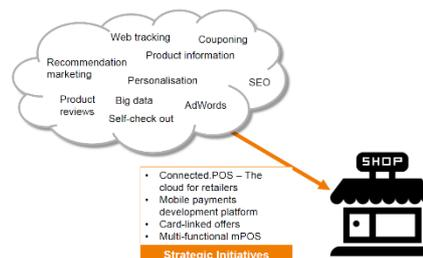 Web tracking
Couponing
Product information
Recommendation
marketing
Personalisation
SEO
Product
reviews
Big data
AdWords
Self-check out
SHOP
• Connected.POS – The
cloud for retailers
• Mobile payments
development platform
• Card-linked offers
• Multi-functional mPOS
Strategic Initiatives